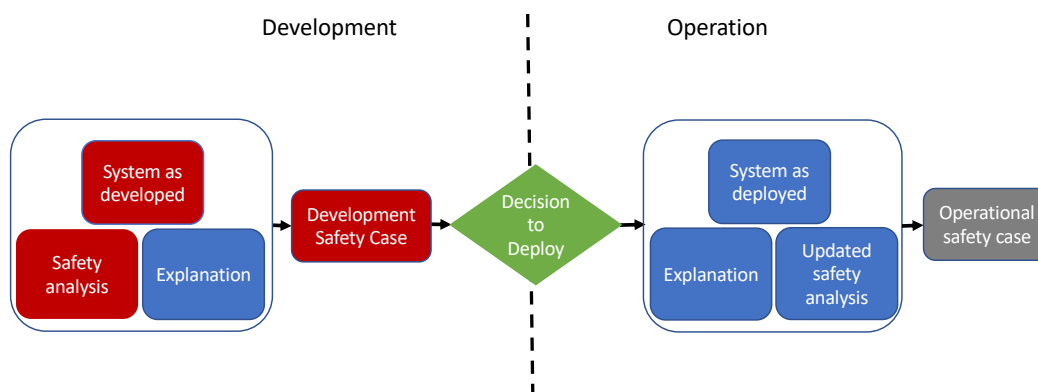 Development
Operation
System as
developed
Safety
analysis
Explanation
Development
Safety Case
Decision
to
Deploy
System as
deployed
Explanation
Updated
safety
analysis
Operational
safety case